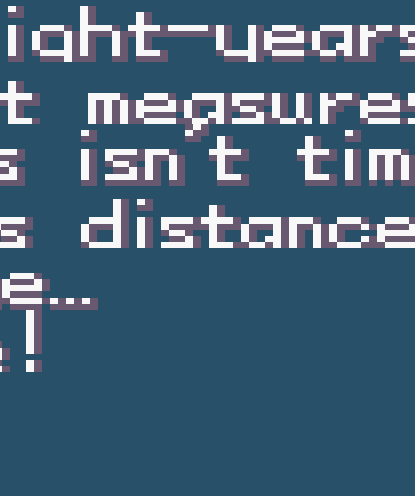 ight-years
t measures
s isn't tim
s distance
e...
!